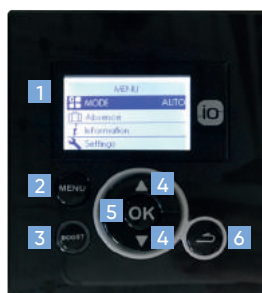 MENU
1
MODE AUTO
Absence
Information
Settings
io
2 MENU
4
5 OK
3 BOOST
4
6